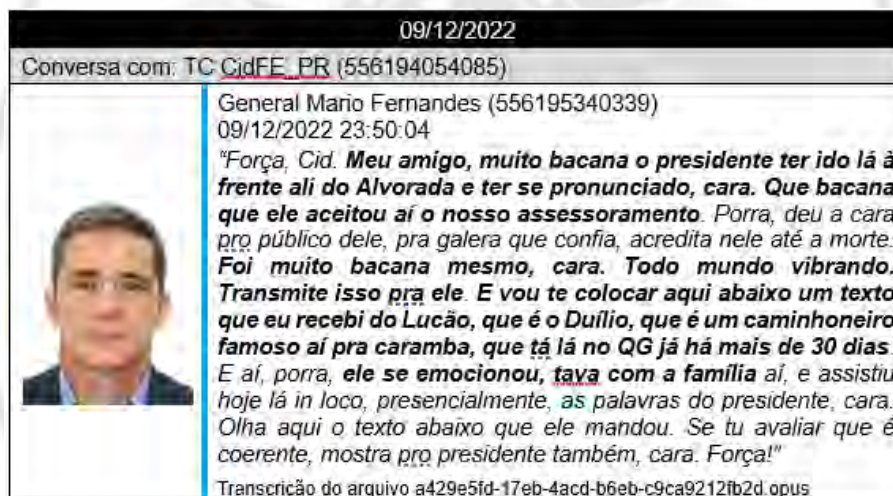 09/12/2022
Conversa com: TC CidFE_PR (556194054085)
General Mario Fernandes (556195340339)
09/12/2022 23:50:04
"Força, Cid. Meu amigo, muito bacana o presidente ter ido lá à
frente ali do Alvorada e ter se pronunciado, cara. Que bacana
que ele aceitou aí o nosso assessoramento. Porra, deu a cara
pro público dele, pra galera que confia, acredita nele até a morte.
Foi muito bacana mesmo, cara. Todo mundo vibrando.
Transmite isso pra ele. E vou te colocar aqui abaixo um texto
que eu recebi do Lucão, que é o Duílio, que é um caminhoneiro
famoso aí pra caramba, que tá lá no QG já há mais de 30 dias.
E aí, porra, ele se emocionou, tava com a família aí, e assistiu
hoje lá in loco, presencialmente, as palavras do presidente, cara.
Olha aqui o texto abaixo que ele mandou. Se tu avaliar que é
coerente, mostra pro presidente também, cara. Força!"
Transcrição do arquivo a429e5fd-17eb-4acd-b6eb-c9ca9212fb2d.opus